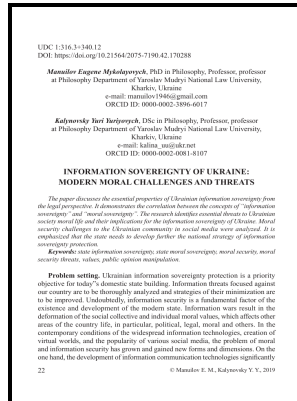 UDC 1:316.3+340.12
DOI: https://doi.org/10.21564/2075-7190.42.170288
Manuilov Eugene Mykolayovych, PhD in Philosophy, Professor, professor
at Philosophy Department of Yaroslav Mudryi National Law University,
Kharkiv, Ukraine
e-mail: manuilov1946@gmail.com
ORCID ID: 0000-0002-3896-6017
Kalynovsky Yuri Yuriyovych, DSc in Philosophy, Professor, professor
at Philosophy Department of Yaroslav Mudryi National Law University,
Kharkiv, Ukraine
e-mail: kalina_uu@ukr.net
ORCID ID: 0000-0002-0081-8107
INFORMATION SOVEREIGNTY OF UKRAINE:
MODERN MORAL CHALLENGES AND THREATS
The paper discusses the essential properties of Ukrainian information sovereignty from
the legal perspective. It demonstrates the correlation between the concepts of "information
sovereignty" and "moral sovereignty". The research identifies essential threats to Ukrainian
society moral life and their implications for the information sovereignty of Ukraine. Moral
security challenges to the Ukrainian community in social media were analyzed. It is
emphasized that the state needs to develop further the national strategy of information
sovereignty protection.
Keywords: state information sovereignty, state moral sovereignty, moral security, moral
security threats, values, public opinion manipulation.
Problem setting. Ukrainian information sovereignty protection is a priority
objective for today"s domestic state building. Information threats focused against
our country are to be thoroughly analyzed and strategies of their minimization are
to be improved. Undoubtedly, information security is a fundamental factor of the
existence and development of the modern state. Information wars result in the
deformation of the social collective and individual moral values, which affects other
areas of the country life, in particular, political, legal, moral and others. In the
contemporary conditions of the widespread information technologies, creation of
virtual worlds, and the popularity of various social media, the problem of moral
and information security has grown and gained new forms and dimensions. On the
one hand, the development of information communication technologies significantly
22
© Manuilov E. M., Kalynovsky Y. Y., 2019